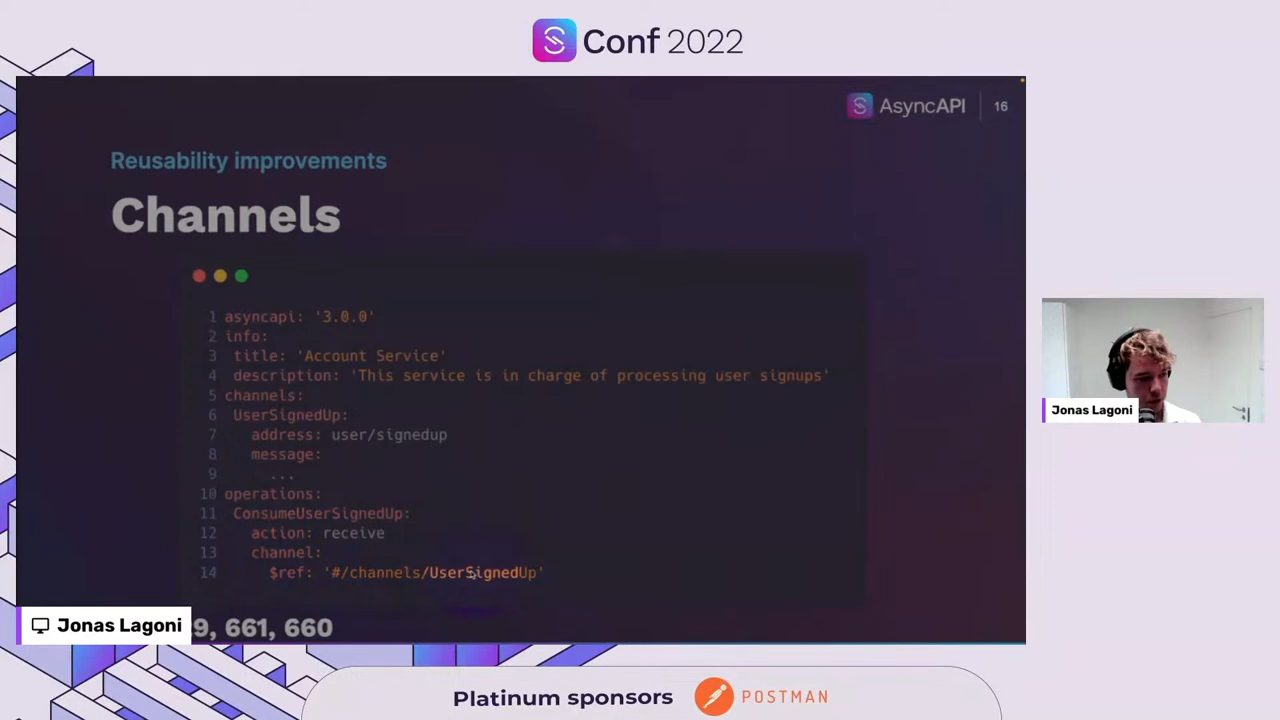 Conf 2022
AsyncAPI 16
Reusability improvements
Channels
1 asyncapi: '3.0.0'
2 info:
3 title: 'Account Service'
4 description: 'This service is in charge of processing user signups'
5 channels:
6 UserSignedUp:
7 address: user/signedup
8 message:
9 ...
10 operations:
11 ConsumeUserSignedUp:
12 action: receive
13 channel:
14 $ref: '#/channels/UserSignedUp'
Jonas Lagoni
Jonas Lagoni
9, 661, 660
Platinum sponsors POSTMAN